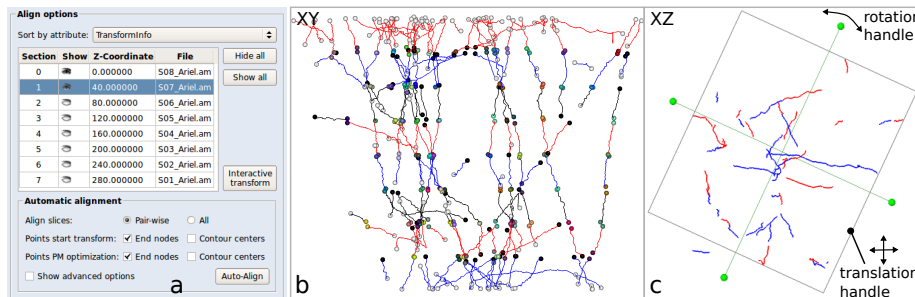 Align options
Sort by attribute: TransformInfo
Section Show Z-Coordinate File
0 0.000000 S08_Ariel.am
1 40.000000 S07_Ariel.am
2 80.000000 S06_Ariel.am
3 120.000000 S05_Ariel.am
4 160.000000 S04_Ariel.am
5 200.000000 S03_Ariel.am
6 240.000000 S02_Ariel.am
7 280.000000 S01_Ariel.am
Hide all
Show all
Interactive
transform
Automatic alignment
Align slices: Pair-wise All
Points start transform: End nodes Contour centers
Points PM optimization: End nodes Contour centers
Show advanced options Auto-Align
a
XY
b
XZ
rotation
handle
translation
handle
c